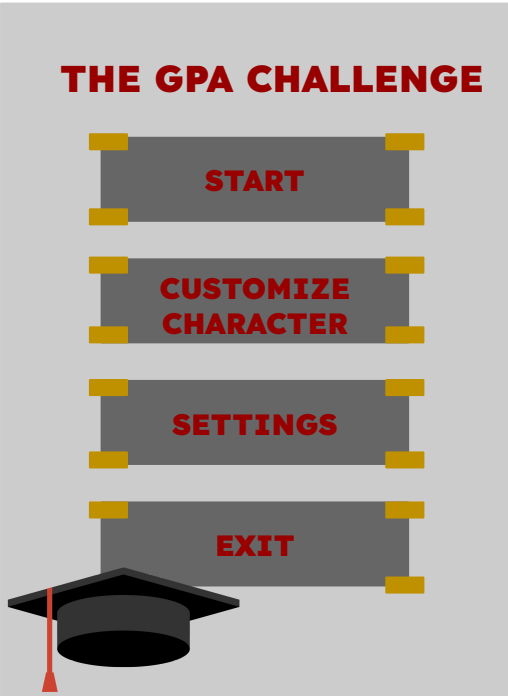 THE GPA CHALLENGE
START
CUSTOMIZE
CHARACTER
SETTINGS
EXIT